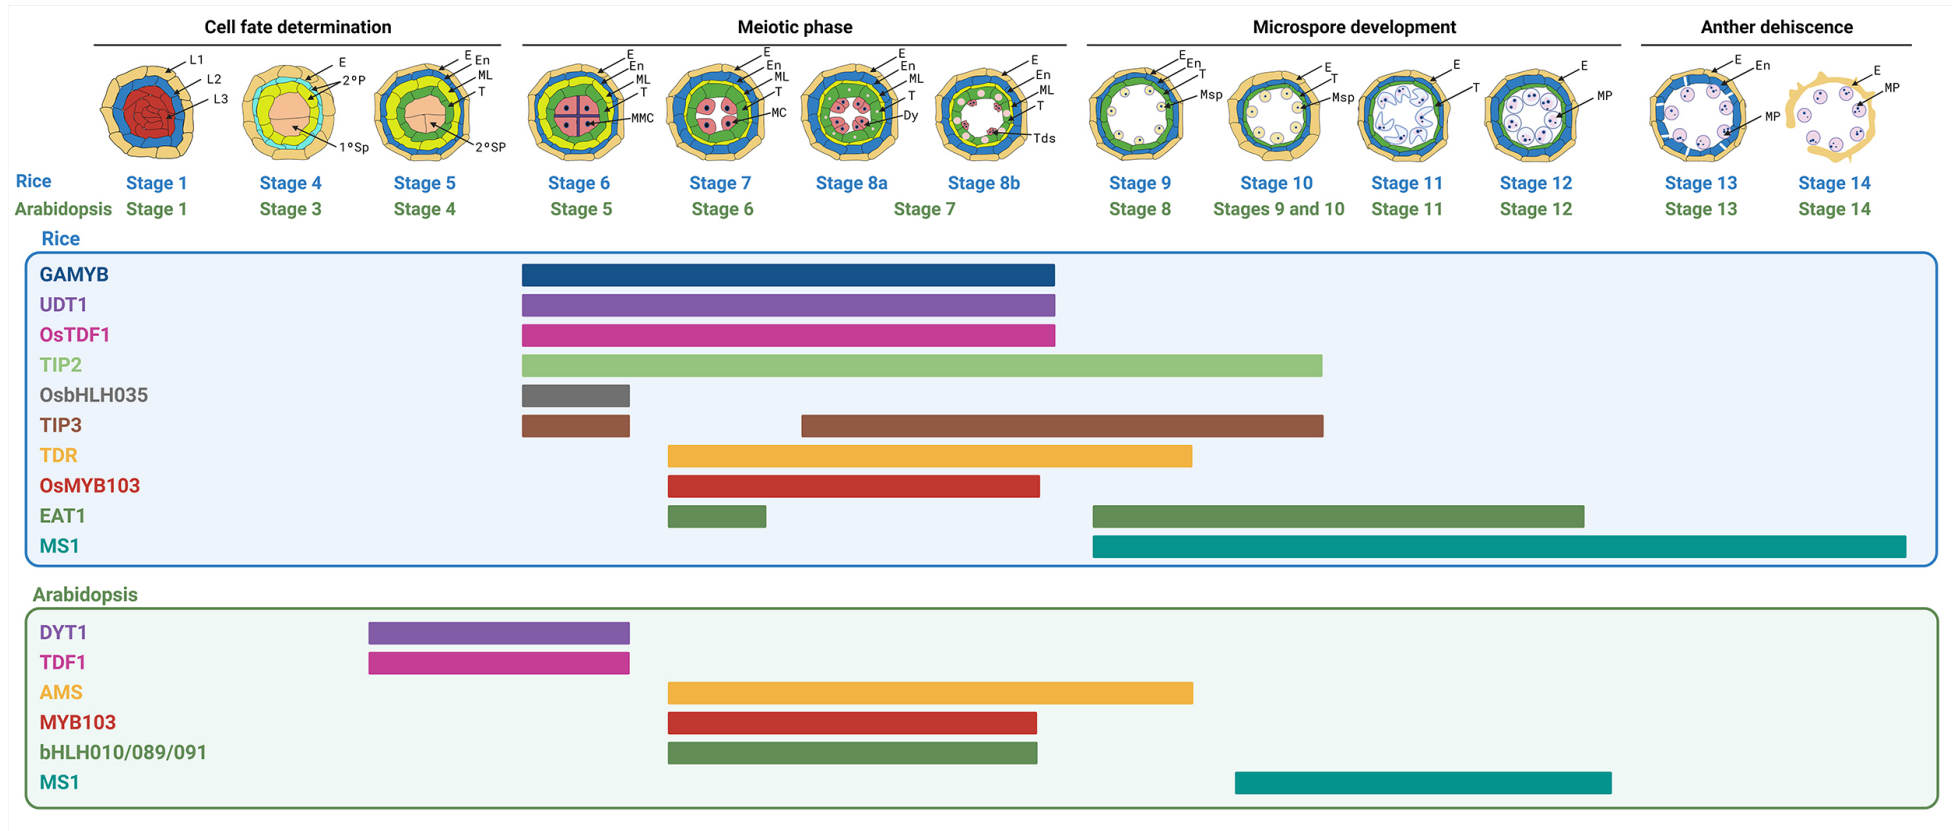 Cell fate determination Meiotic phase Microspore development Anther dehiscence
L1 L2 L3
E 2ºP 1ºSp
E En ML T 2ºSP
E En ML T MMC
E En ML T MC
E En ML T Dy
E En ML T Tds
E En T Msp
E T Msp
E T
E MP
E En MP
E MP
Rice Stage 1 Stage 4 Stage 5 Stage 6 Stage 7 Stage 8a Stage 8b Stage 9 Stage 10 Stage 11 Stage 12 Stage 13 Stage 14
Arabidopsis Stage 1 Stage 3 Stage 4 Stage 5 Stage 6 Stage 7 Stage 8 Stages 9 and 10 Stage 11 Stage 12 Stage 13 Stage 14
Rice
GAMYB
UDT1
OsTDF1
TIP2
OsbHLH035
TIP3
TDR
OsMYB103
EAT1
MS1
Arabidopsis
DYT1
TDF1
AMS
MYB103
bHLH010/089/091
MS1